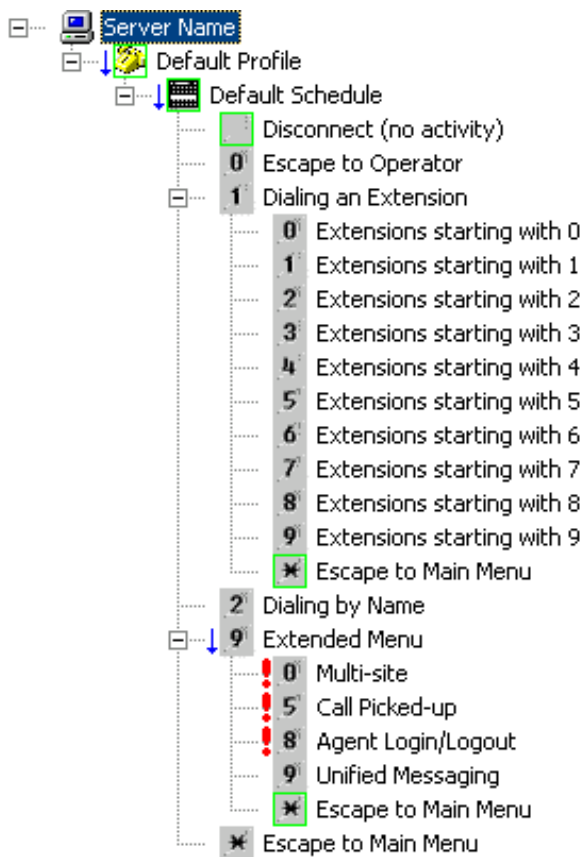 Server Name
Default Profile
Default Schedule
Disconnect (no activity)
0 Escape to Operator
1 Dialing an Extension
0 Extensions starting with 0
1 Extensions starting with 1
2 Extensions starting with 2
3 Extensions starting with 3
4 Extensions starting with 4
5 Extensions starting with 5
6 Extensions starting with 6
7 Extensions starting with 7
8 Extensions starting with 8
9 Extensions starting with 9
* Escape to Main Menu
2 Dialing by Name
9 Extended Menu
! 0 Multi-site
! 5 Call Picked-up
! 8 Agent Login/Logout
9 Unified Messaging
* Escape to Main Menu
* Escape to Main Menu